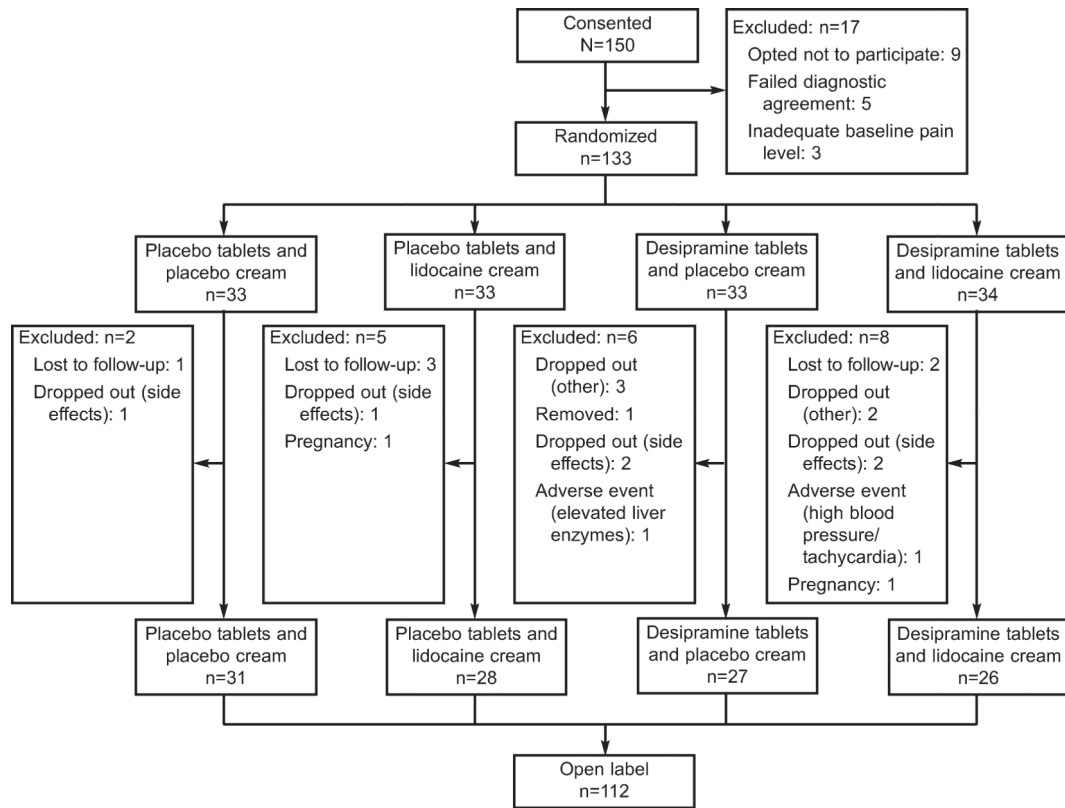 Consented
N=150
Excluded: n=17
Opted not to participate: 9
Failed diagnostic
agreement: 5
Inadequate baseline pain
level: 3
Randomized
n=133
Placebo tablets and
placebo cream
n=33
Placebo tablets and
lidocaine cream
n=33
Desipramine tablets
and placebo cream
n=33
Desipramine tablets
and lidocaine cream
n=34
Excluded: n=2
Lost to follow-up: 1
Dropped out (side
effects): 1
Excluded: n=5
Lost to follow-up: 3
Dropped out (side
effects): 1
Pregnancy: 1
Excluded: n=6
Dropped out
(other): 3
Removed: 1
Dropped out (side
effects): 2
Adverse event
(elevated liver
enzymes): 1
Excluded: n=8
Lost to follow-up: 2
Dropped out
(other): 2
Dropped out (side
effects): 2
Adverse event
(high blood
pressure/
tachycardia): 1
Pregnancy: 1
Placebo tablets and
placebo cream
n=31
Placebo tablets and
lidocaine cream
n=28
Desipramine tablets
and placebo cream
n=27
Desipramine tablets
and lidocaine cream
n=26
Open label
n=112